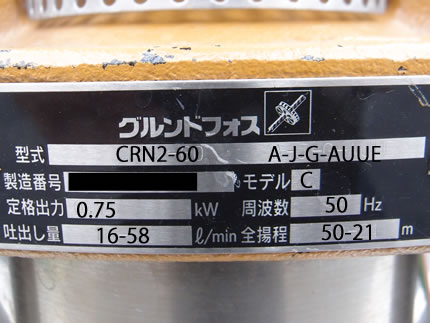 グルンドフォス
型式 CRN2-60 A-J-G-AUUE
製造番号 モデル C
定格出力 0.75 kW 周波数 50 Hz
吐出し量 16-58 ℓ/min 全揚程 50-21 m